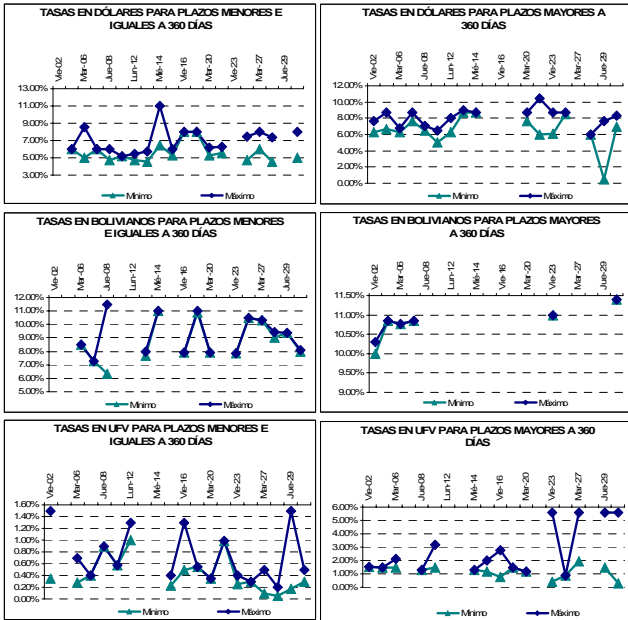 TASAS EN DÓLARES PARA PLAZOS MENORES E
IGUALES A 360 DÍAS
Vie-02
Mar-06
Jue-08
Lun-12
Mié-14
Vie-16
Mar-20
Vie-23
Mar-27
Jue-29
13.00%
11.00%
9.00%
7.00%
5.00%
3.00%
Mínimo
Máximo
TASAS EN DÓLARES PARA PLAZOS MAYORES A
360 DÍAS
Vie-02
Mar-06
Jue-08
Lun-12
Mié-14
Vie-16
Mar-20
Vie-23
Mar-27
Jue-29
12.00%
10.00%
8.00%
6.00%
4.00%
2.00%
0.00%
Mínimo
Máximo
TASAS EN BOLIVIANOS PARA PLAZOS MENORES
E IGUALES A 360 DÍAS
Vie-02
Mar-06
Jue-08
Lun-12
Mié-14
Vie-16
Mar-20
Vie-23
Mar-27
Jue-29
12.00%
11.00%
10.00%
9.00%
8.00%
7.00%
6.00%
5.00%
Mínimo
Máximo
TASAS EN BOLIVIANOS PARA PLAZOS MAYORES
A 360 DÍAS
Vie-02
Mar-06
Jue-08
Lun-12
Mié-14
Vie-16
Mar-20
Vie-23
Mar-27
Jue-29
11.50%
11.00%
10.50%
10.00%
9.50%
9.00%
Mínimo
Máximo
TASAS EN UFV PARA PLAZOS MENORES E
IGUALES A 360 DÍAS
Vie-02
Mar-06
Jue-08
Lun-12
Mié-14
Vie-16
Mar-20
Vie-23
Mar-27
Jue-29
1.60%
1.40%
1.20%
1.00%
0.80%
0.60%
0.40%
0.20%
0.00%
Mínimo
Máximo
TASAS EN UFV PARA PLAZOS MAYORES A 360
DÍAS
Vie-02
Mar-06
Jue-08
Lun-12
Mié-14
Vie-16
Mar-20
Vie-23
Mar-27
Jue-29
6.00%
5.00%
4.00%
3.00%
2.00%
1.00%
0.00%
Mínimo
Máximo